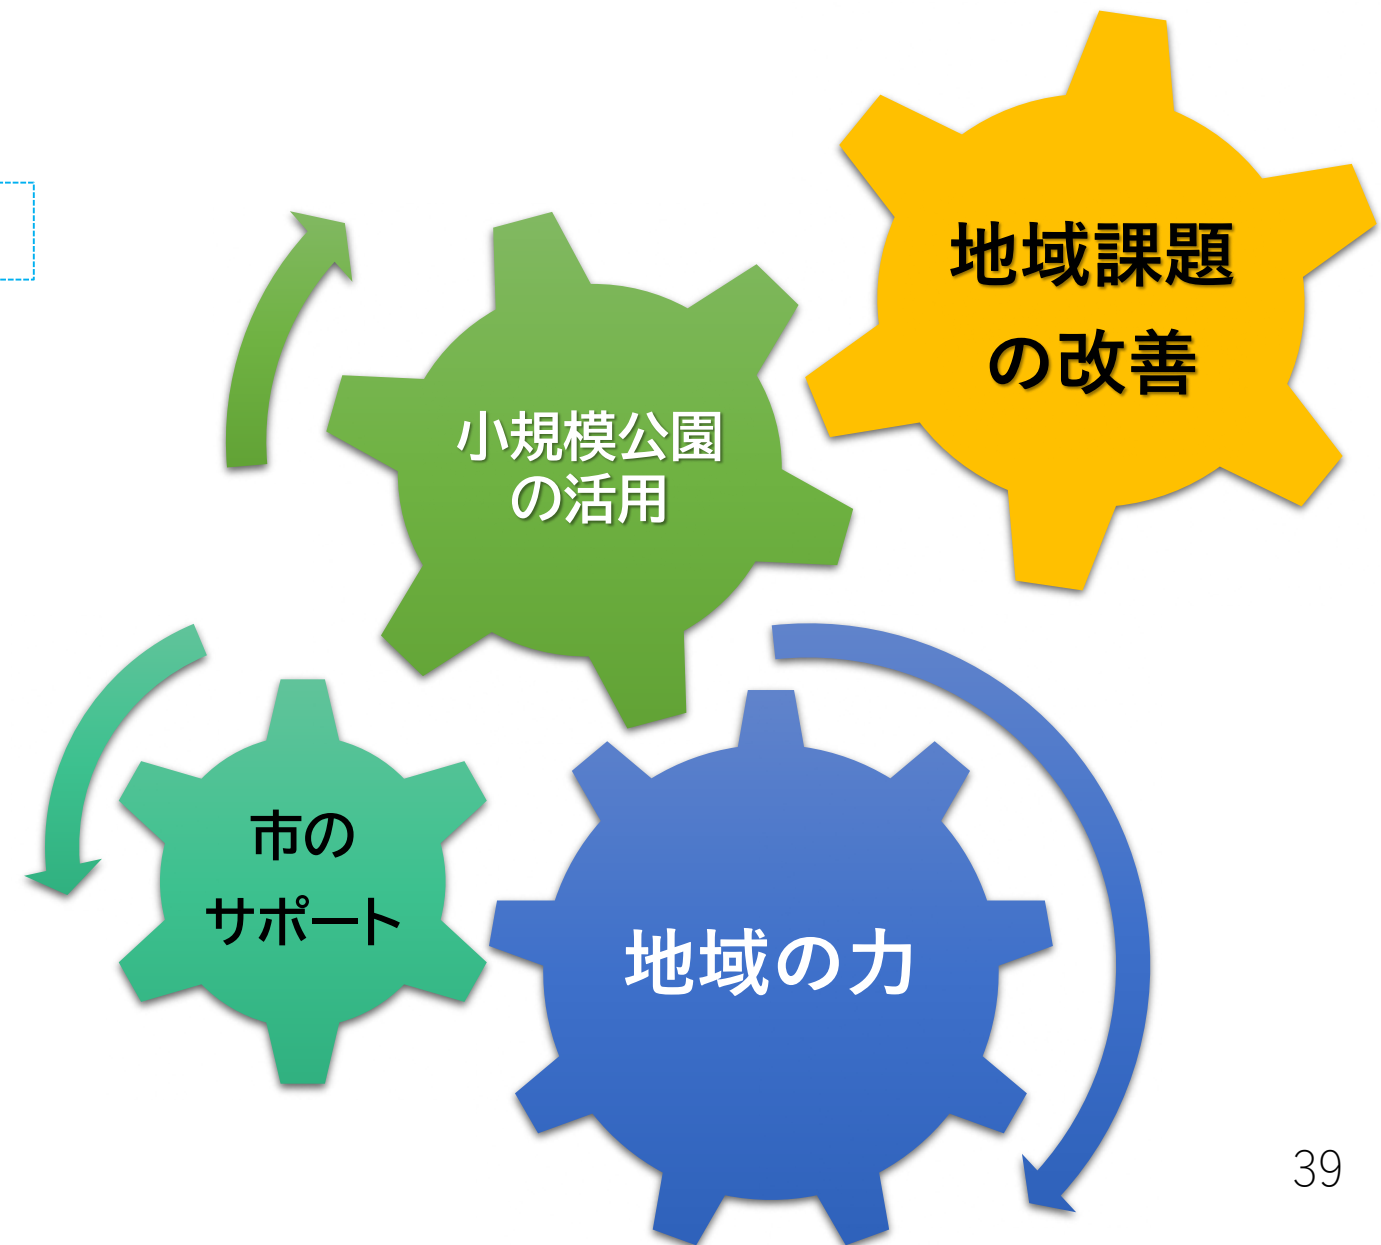 地域課題
の改善
小規模公園
の活用
市の
サポート
地域の力
39